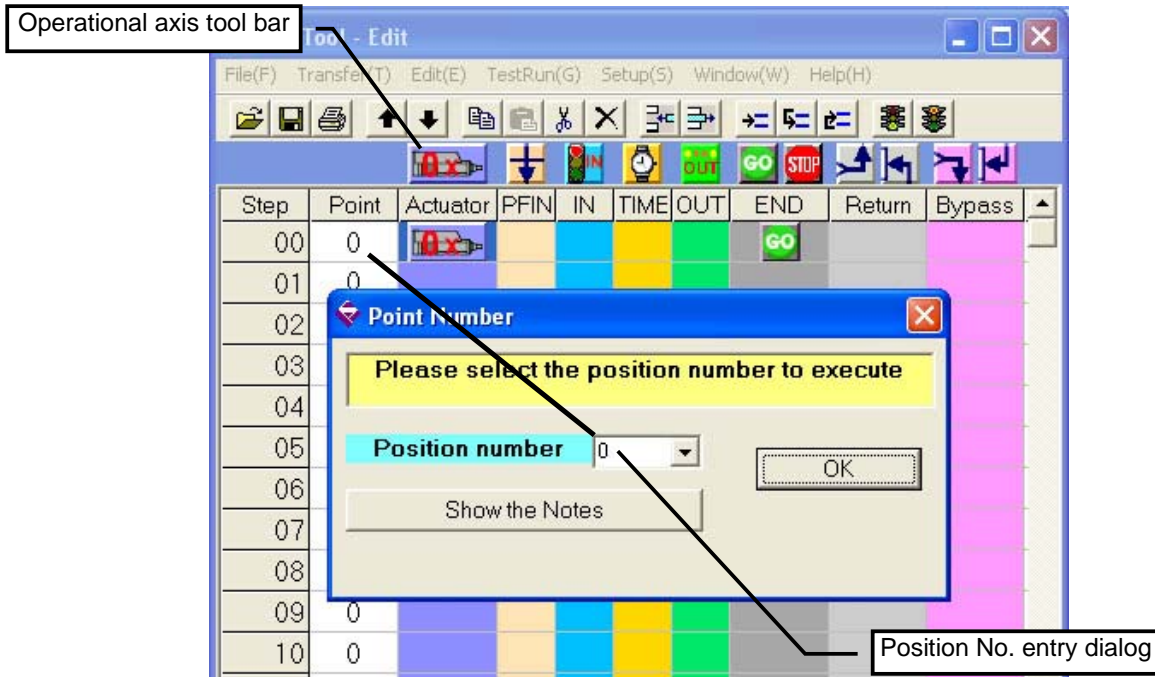 Operational axis tool bar
Tool - Edit
File(F) Transfer(T) Edit(E) TestRun(G) Setup(S) Window(W) Help(H)
IN OUT GO STOP
Step Point Actuator PFIN IN TIME OUT END Return Bypass
00 0 GO
01 0
02
03
04
05
06
07
08
09 0
10 0
Point Number
Please select the position number to execute
Position number 0
OK
Show the Notes
Position No. entry dialog